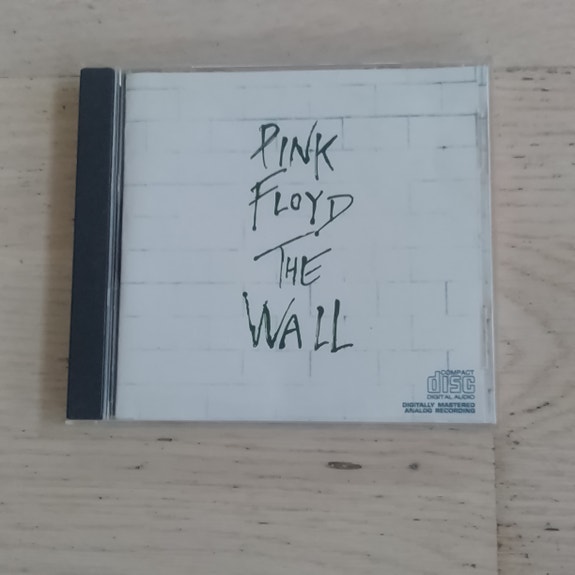 PINK
FLOYD
THE
WALL
COMPACT
disc
DIGITAL AUDIO
DIGITALLY MASTERED
ANALOG RECORDING